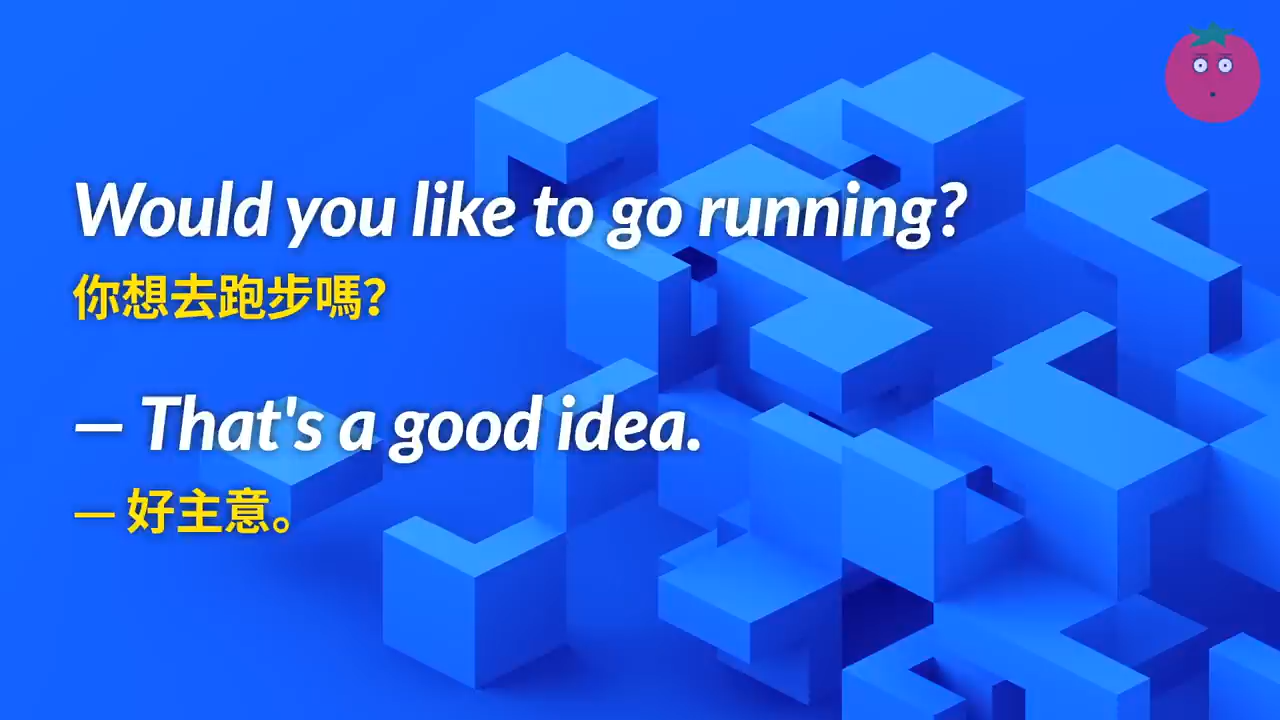 Would you like to go running?
你想去跑步嗎？
— That's a good idea.
— 好主意。